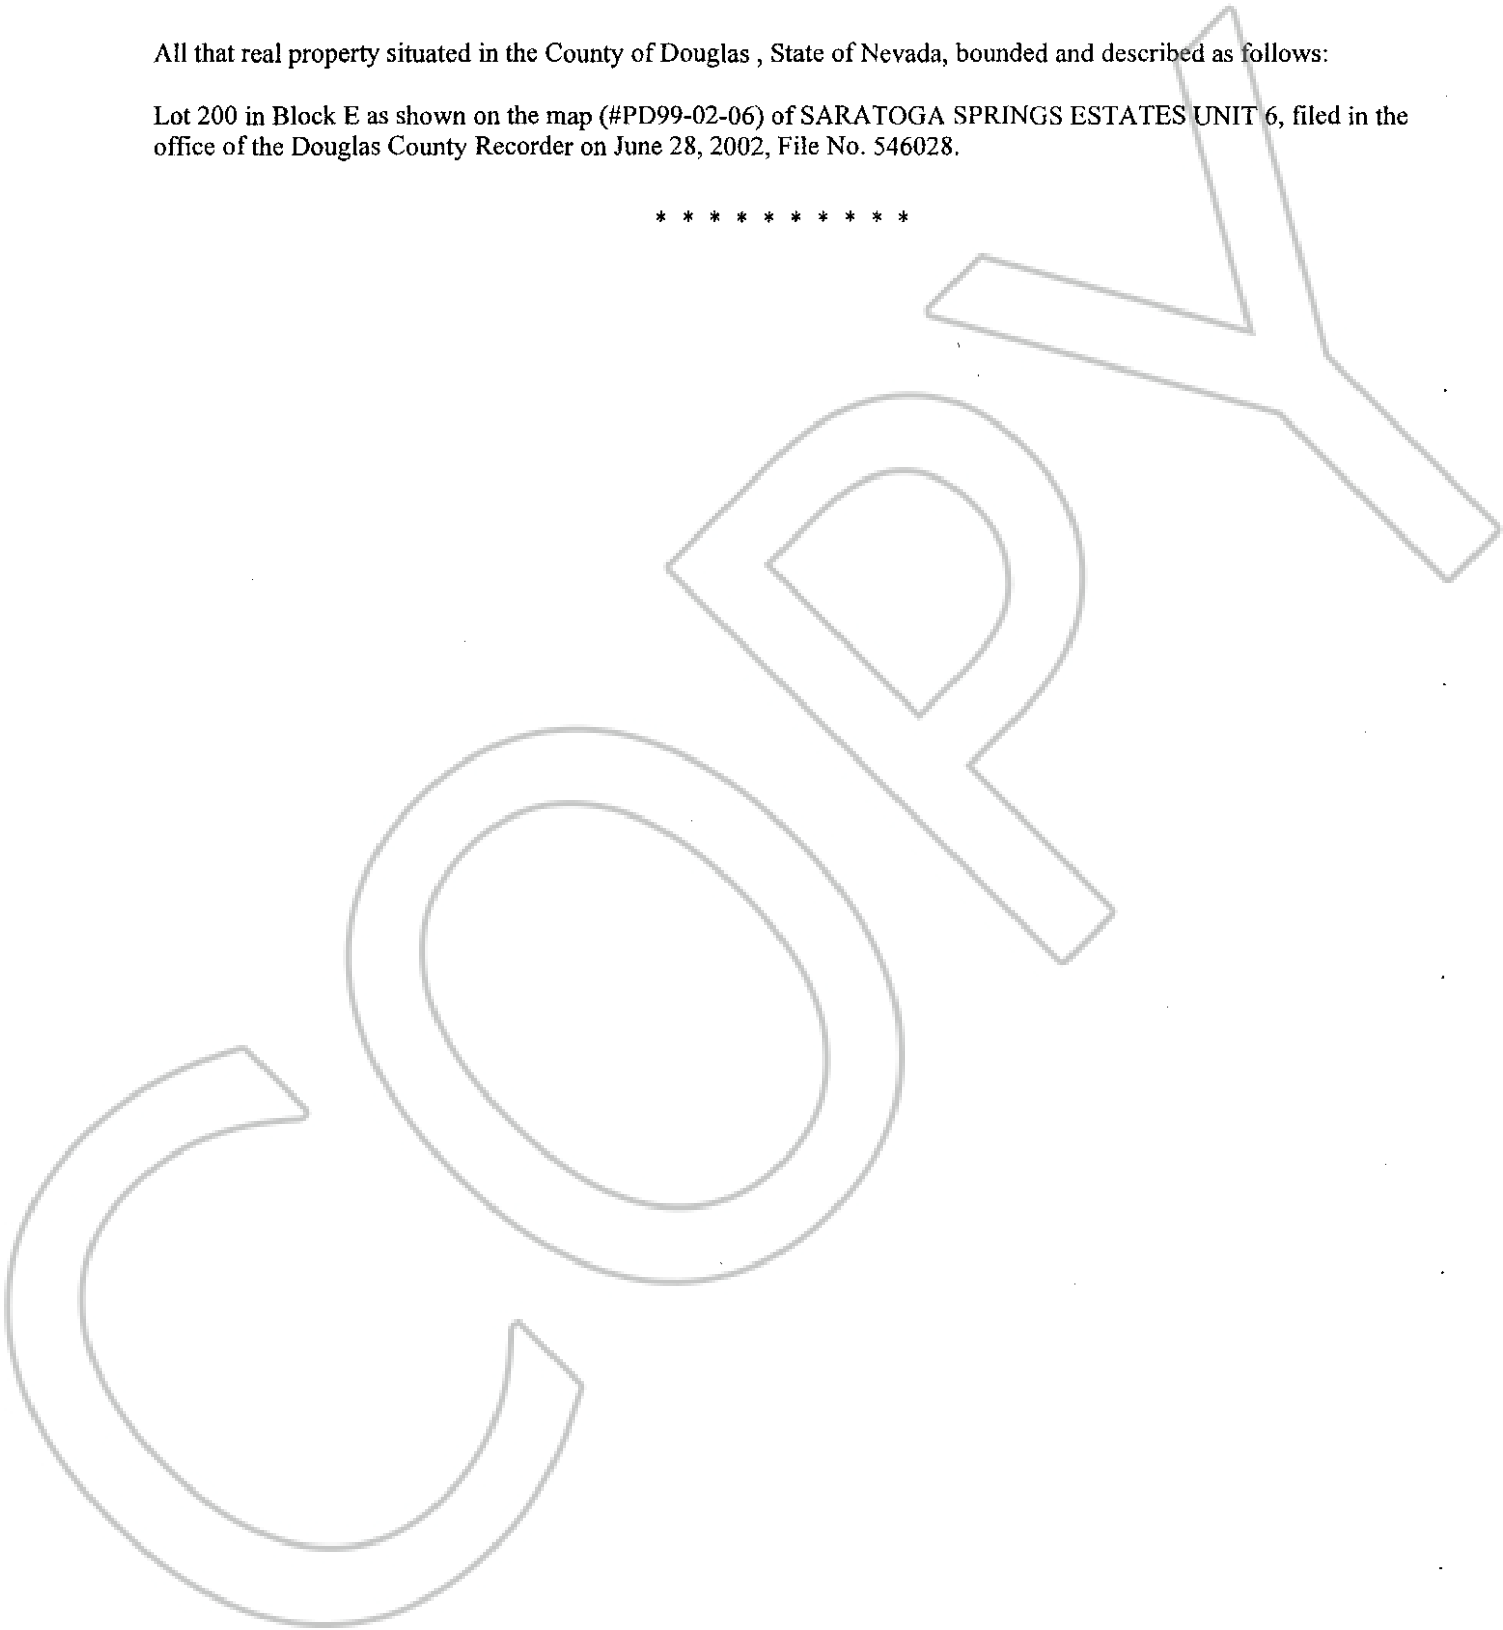 All that real property situated in the County of Douglas , State of Nevada, bounded and described as follows:
Lot 200 in Block E as shown on the map (#PD99-02-06) of SARATOGA SPRINGS ESTATES UNIT 6, filed in the
office of the Douglas County Recorder on June 28, 2002, File No. 546028.
* * * * * * * * * *
COPY